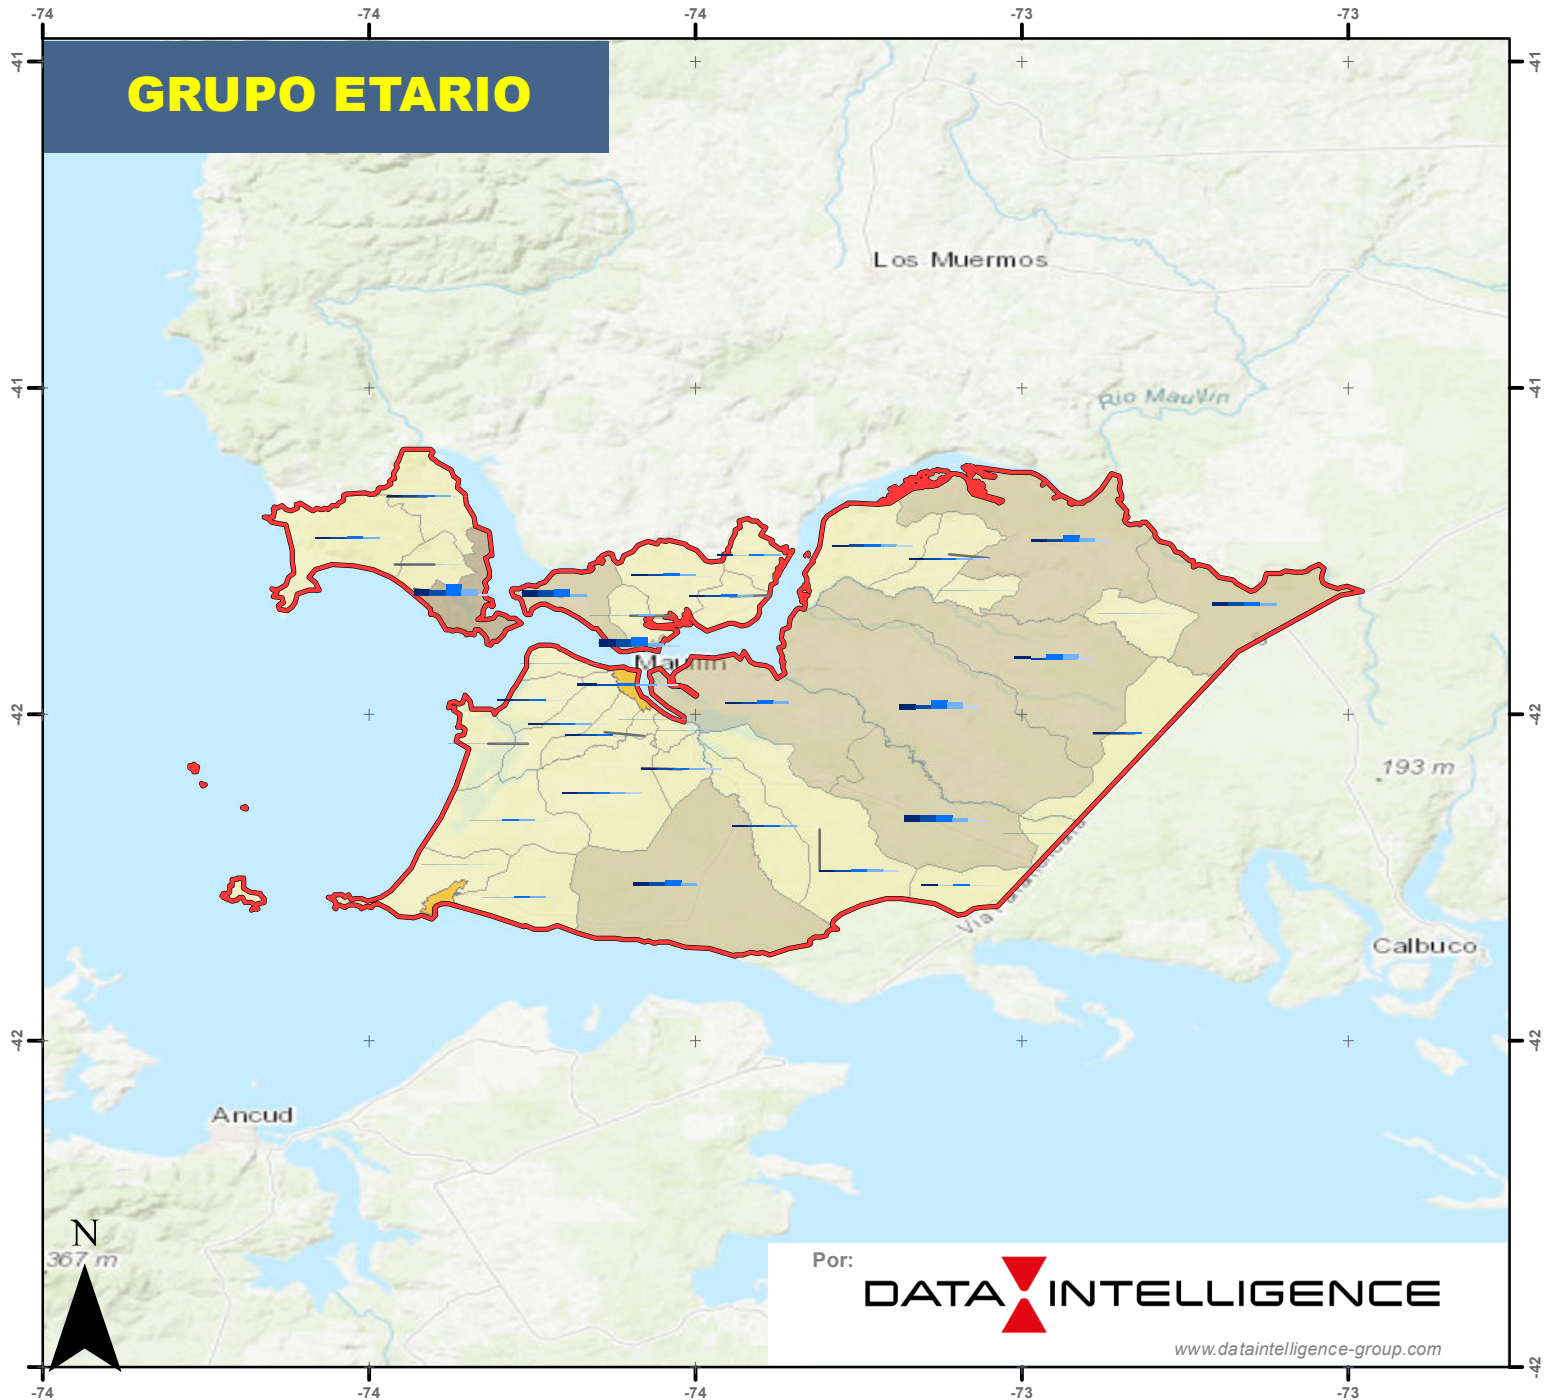 -74 -74 -74 -73 -73
GRUPO ETARIO
-41 -41
Los Muermos
-41 -41
Rio Maullin
Maullin
-42 -42
193 m
Calbuco
-42 -42
Ancud
N
367 m
Por:
DATA INTELLIGENCE
www.dataintelligence-group.com
-42
-74 -74 -74 -73 -73